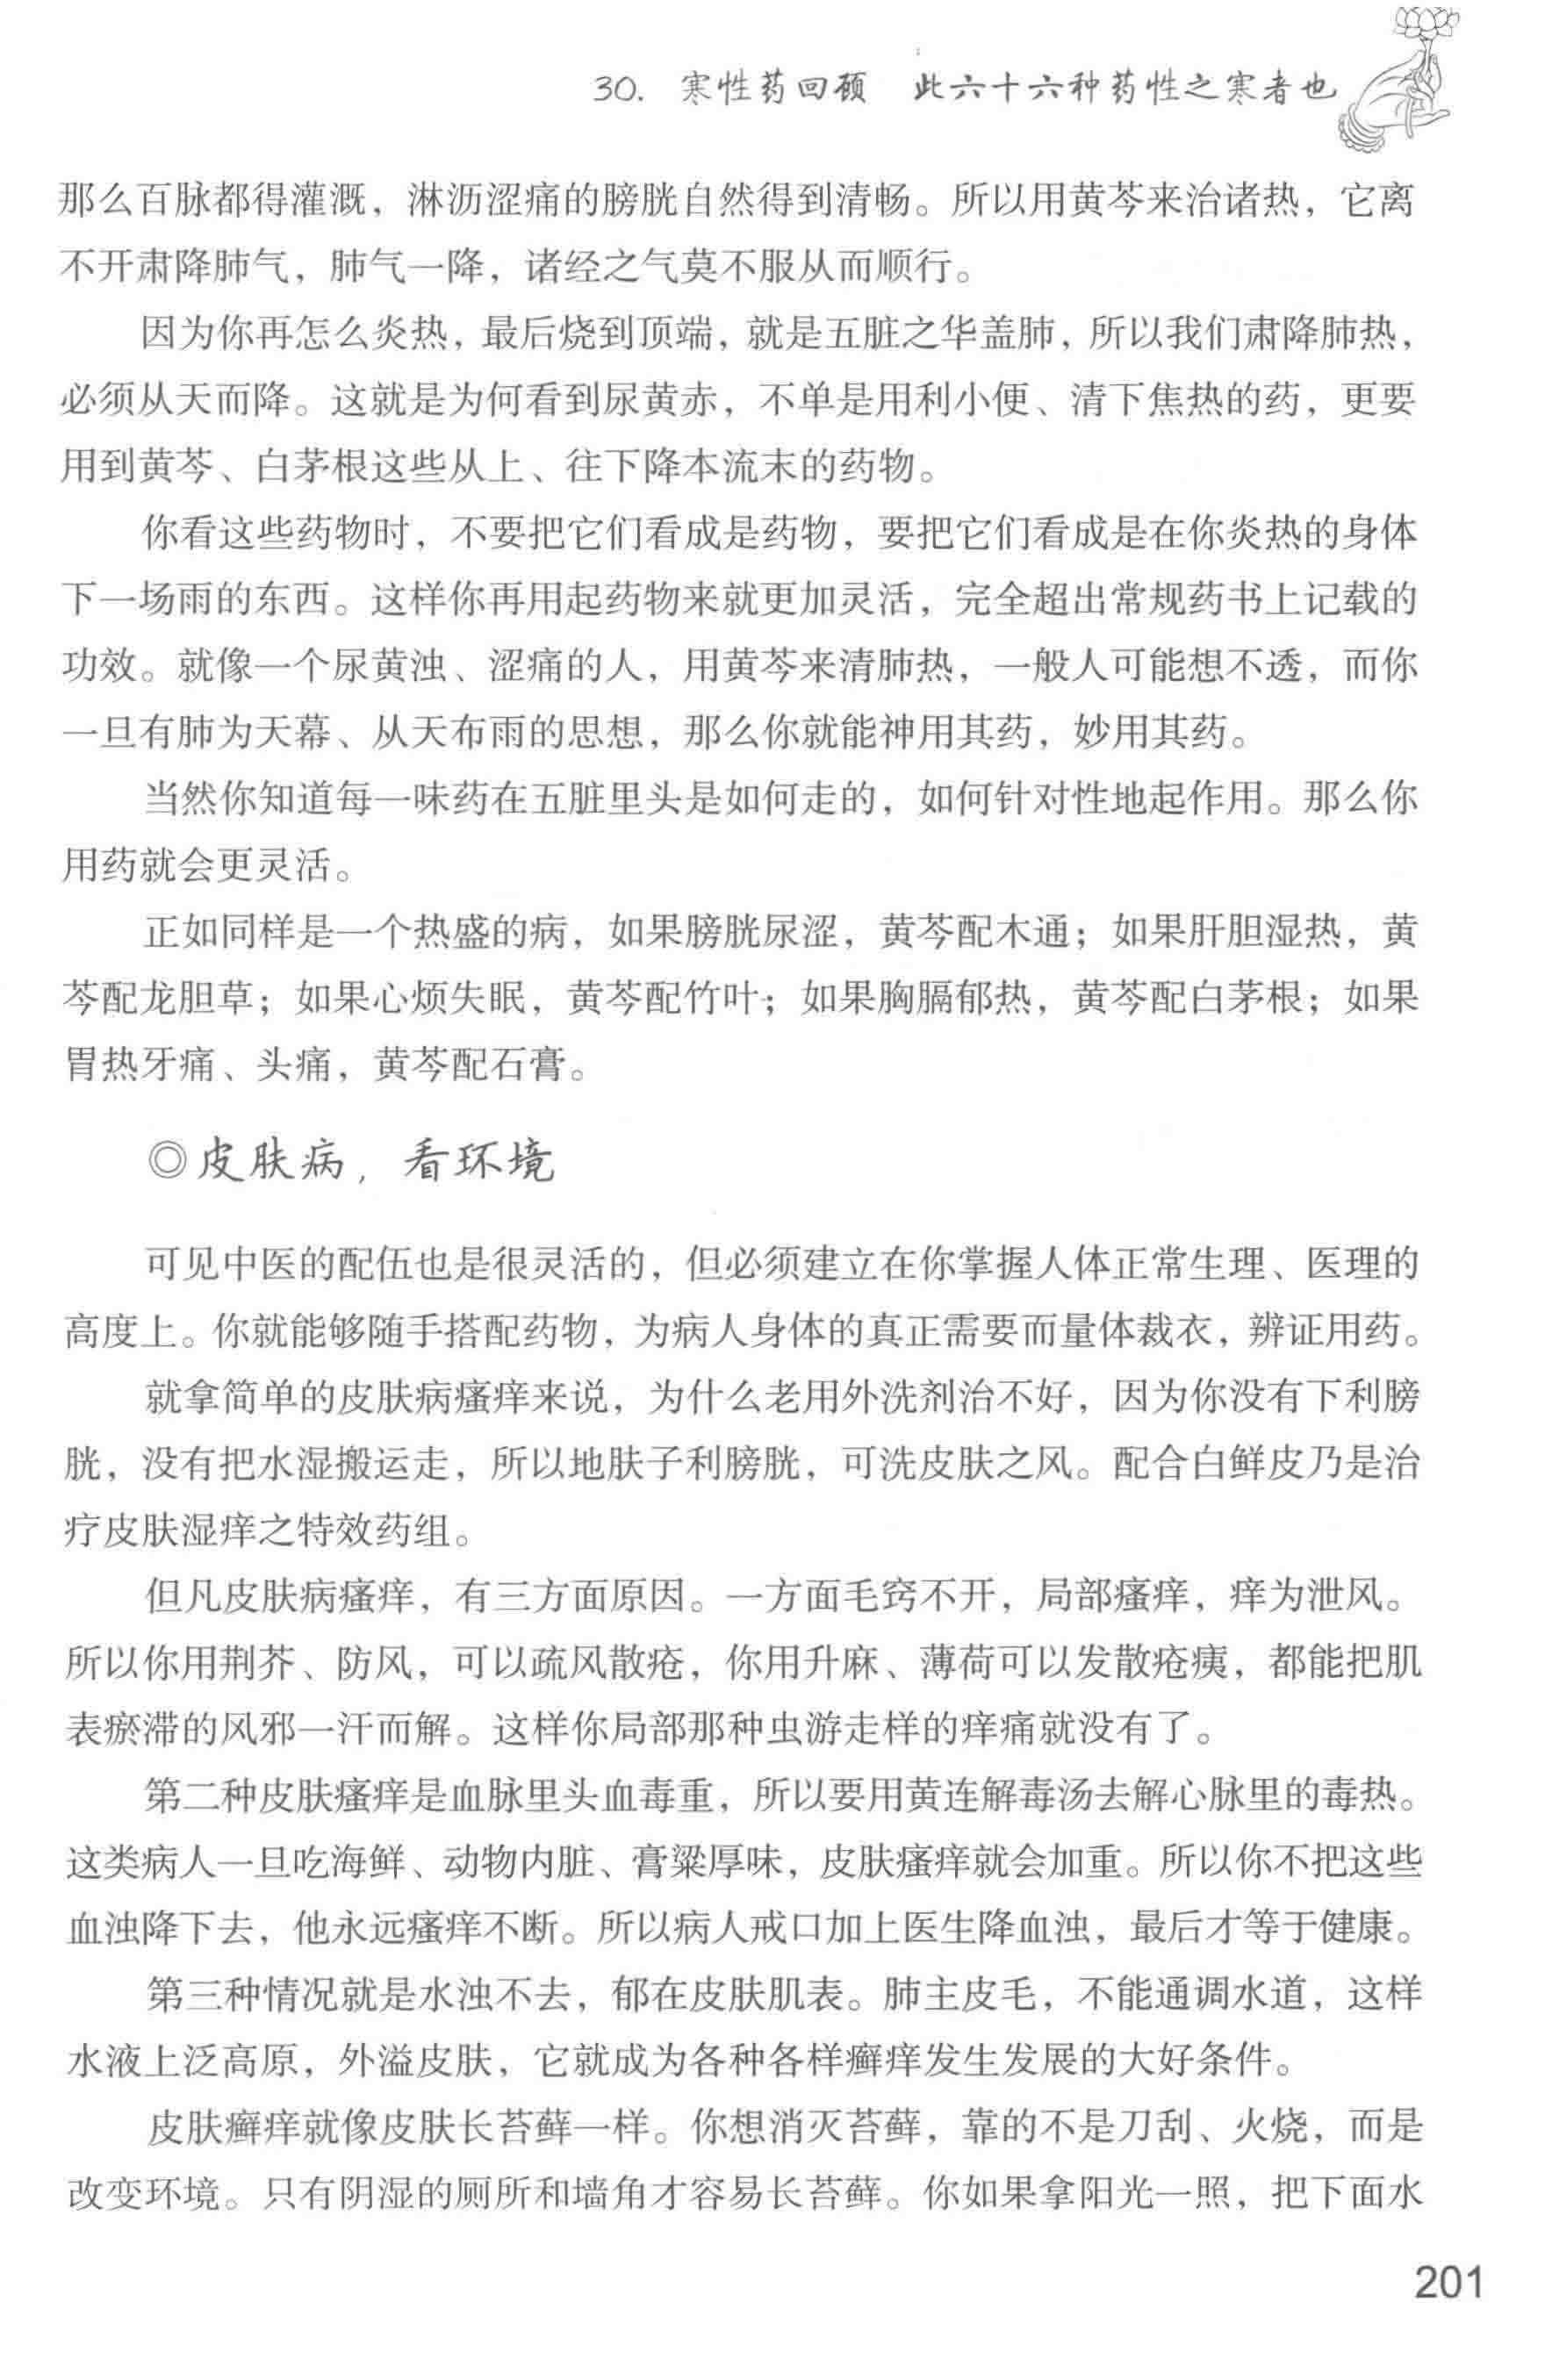 30. 寒性药回顾 此六十六种药性之寒者也
那么百脉都得灌溉，淋沥涩痛的膀胱自然得到清畅。所以用黄芩来治诸热，它离
不开肃降肺气，肺气一降，诸经之气莫不服从而顺行。
因为你再怎么炎热，最后烧到顶端，就是五脏之华盖肺，所以我们肃降肺热，
必须从天而降。这就是为何看到尿黄赤，不单是用利小便、清下焦热的药，更要
用到黄芩、白茅根这些从上、往下降本流末的药物。
你看这些药物时，不要把它们看成是药物，要把它们看成是在你炎热的身体
下一场雨的东西。这样你再用起药物来就更加灵活，完全超出常规药书上记载的
功效。就像一个尿黄浊、涩痛的人，用黄芩来清肺热，一般人可能想不透，而你
一旦有肺为天幕、从天布雨的思想，那么你就能神用其药，妙用其药。
当然你知道每一味药在五脏里头是如何走的，如何针对性地起作用。那么你
用药就会更灵活。
正如同样是一个热盛的病，如果膀胱尿涩，黄芩配木通；如果肝胆湿热，黄
芩配龙胆草；如果心烦失眠，黄芩配竹叶；如果胸膈郁热，黄芩配白茅根；如果
胃热牙痛、头痛，黄芩配石膏。
◎皮肤病，看环境
可见中医的配伍也是很灵活的，但必须建立在你掌握人体正常生理、医理的
高度上。你就能够随手搭配药物，为病人身体的真正需要而量体裁衣，辨证用药。
就拿简单的皮肤病瘙痒来说，为什么老用外洗剂治不好，因为你没有下利膀
胱，没有把水湿搬运走，所以地肤子利膀胱，可洗皮肤之风。配合白鲜皮乃是治
疗皮肤湿痒之特效药组。
但凡皮肤病瘙痒，有三方面原因。一方面毛窍不开，局部瘙痒，痒为泄风。
所以你用荆芥、防风，可以疏风散疮，你用升麻、薄荷可以发散疮痍，都能把肌
表瘀滞的风邪一汗而解。这样你局部那种虫游走样的痒痛就没有了。
第二种皮肤瘙痒是血脉里头血毒重，所以要用黄连解毒汤去解心脉里的毒热。
这类病人一旦吃海鲜、动物内脏、膏粱厚味，皮肤瘙痒就会加重。所以你不把这些
血浊降下去，他永远瘙痒不断。所以病人戒口加上医生降血浊，最后才等于健康。
第三种情况就是水浊不去，郁在皮肤肌表。肺主皮毛，不能通调水道，这样
水液上泛高原，外溢皮肤，它就成为各种各样癣痒发生发展的大好条件。
皮肤癣痒就像皮肤长苔藓一样。你想消灭苔藓，靠的不是刀刮、火烧，而是
改变环境。只有阴湿的厕所和墙角才容易长苔藓。你如果拿阳光一照，把下面水
201